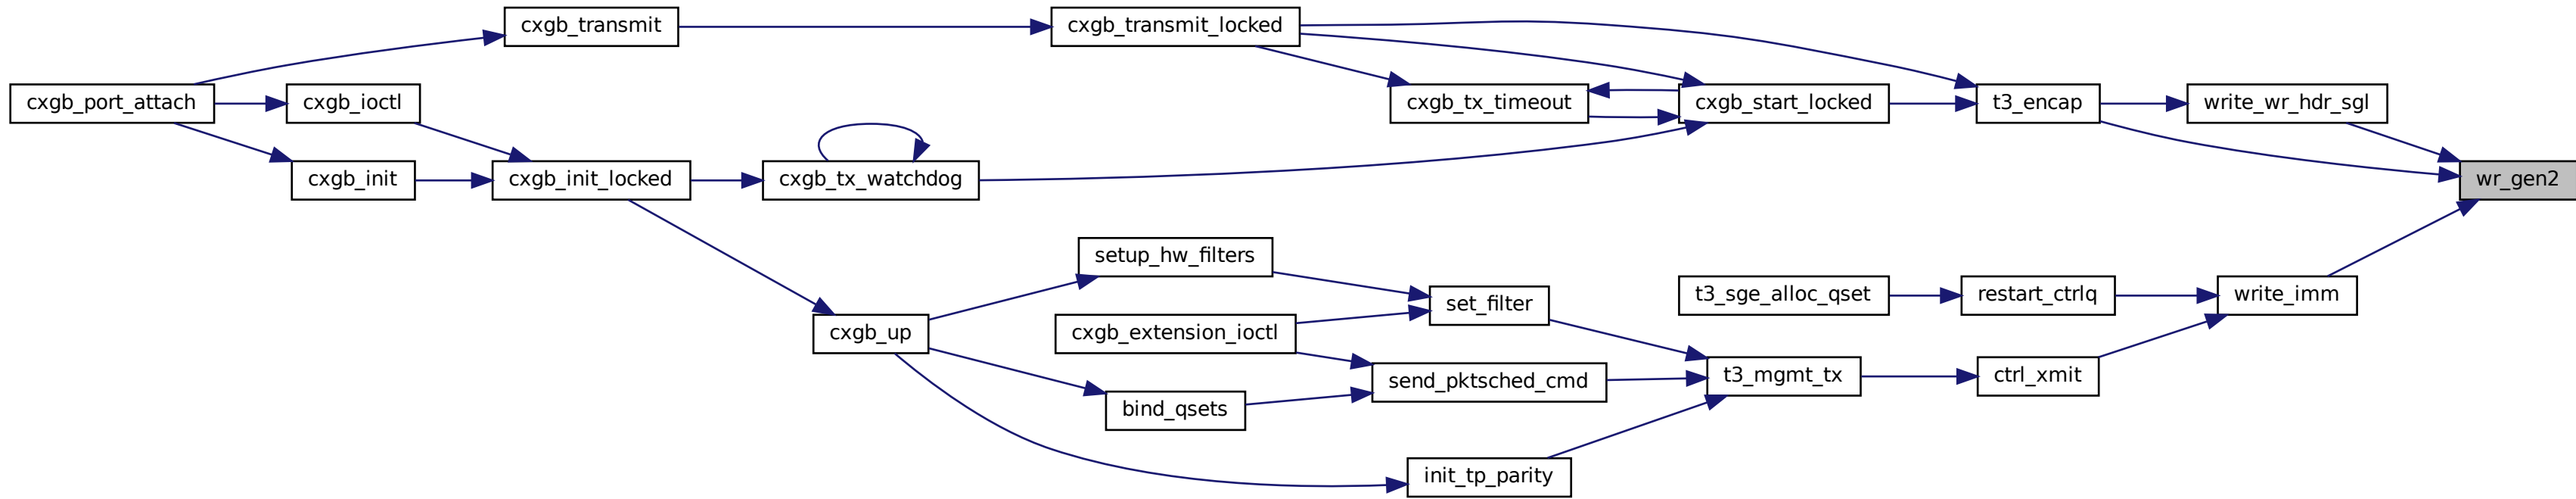 cxgb_transmit
cxgb_transmit_locked
cxgb_port_attach
cxgb_ioctl
cxgb_tx_timeout
cxgb_start_locked
t3_encap
write_wr_hdr_sgl
cxgb_init
cxgb_init_locked
cxgb_tx_watchdog
wr_gen2
setup_hw_filters
t3_sge_alloc_qset
restart_ctrlq
write_imm
set_filter
cxgb_up
cxgb_extension_ioctl
send_pktsched_cmd
t3_mgmt_tx
ctrl_xmit
bind_qsets
init_tp_parity